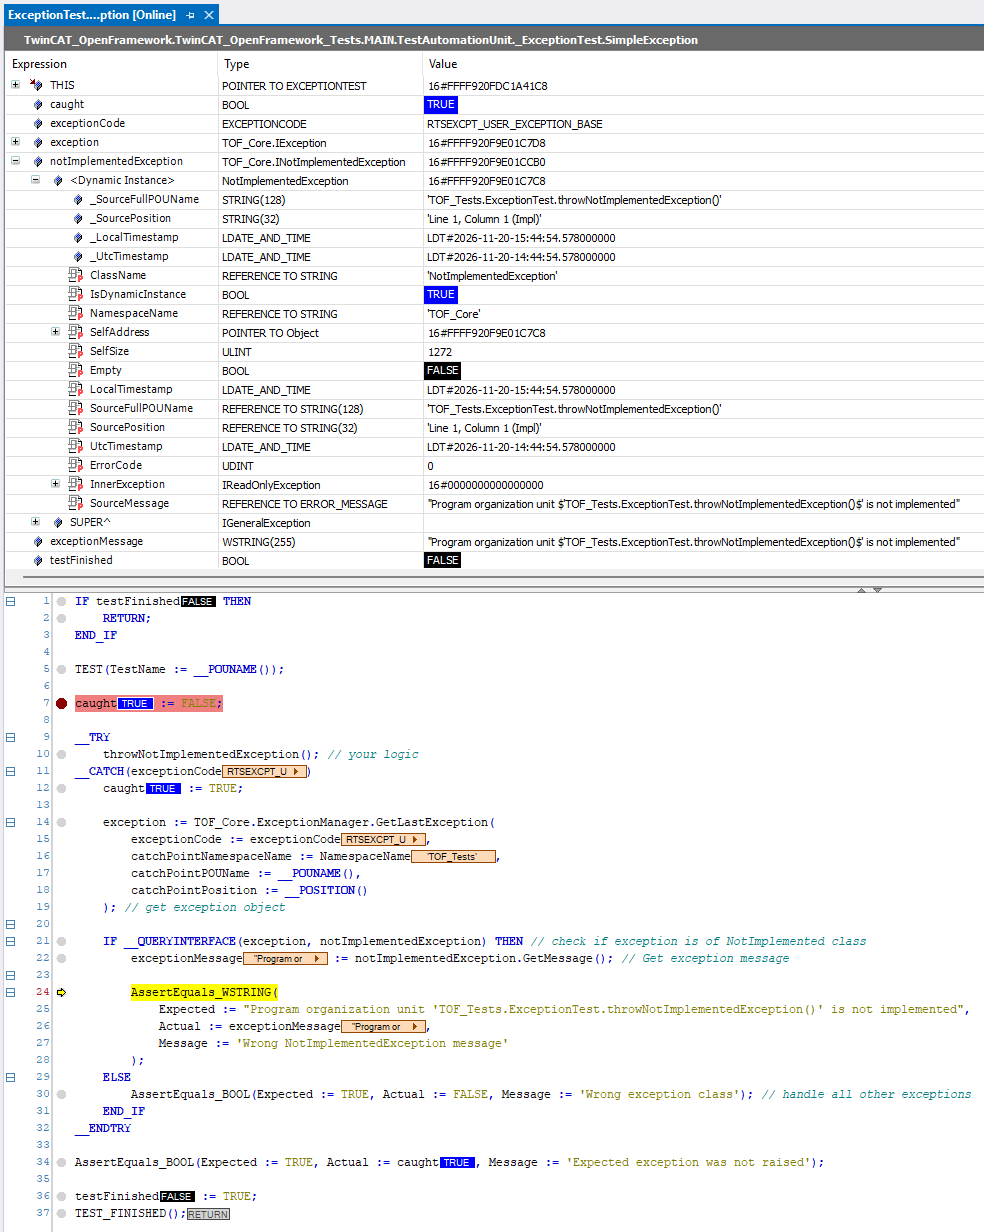 ExceptionTest....ption [Online]
TwinCAT_OpenFramework.TwinCAT_OpenFramework_Tests.MAIN.TestAutomationUnit._ExceptionTest.SimpleException
Expression Type Value
THIS POINTER TO EXCEPTIONTEST 16#FFFF920FDC1A41C8
caught BOOL TRUE
exceptionCode EXCEPTIONCODE RTSEXCPT_USER_EXCEPTION_BASE
exception TOF_Core.IException 16#FFFF920F9E01C7D8
notImplementedException TOF_Core.INotImplementedException 16#FFFF920F9E01CCB0
<Dynamic Instance> NotImplementedException 16#FFFF920F9E01C7C8
_SourceFullPOUName STRING(128) 'TOF_Tests.ExceptionTest.throwNotImplementedException()'
_SourcePosition STRING(32) 'Line 1, Column 1 (Impl)'
_LocalTimestamp LDATE_AND_TIME LDT#2026-11-20-15:44:54.578000000
_UtcTimestamp LDATE_AND_TIME LDT#2026-11-20-14:44:54.578000000
ClassName REFERENCE TO STRING 'NotImplementedException'
IsDynamicInstance BOOL TRUE
NamespaceName REFERENCE TO STRING 'TOF_Core'
SelfAddress POINTER TO Object 16#FFFF920F9E01C7C8
SelfSize ULINT 1272
Empty BOOL FALSE
LocalTimestamp LDATE_AND_TIME LDT#2026-11-20-15:44:54.578000000
SourceFullPOUName REFERENCE TO STRING(128) 'TOF_Tests.ExceptionTest.throwNotImplementedException()'
SourcePosition REFERENCE TO STRING(32) 'Line 1, Column 1 (Impl)'
UtcTimestamp LDATE_AND_TIME LDT#2026-11-20-14:44:54.578000000
ErrorCode UDINT 0
InnerException IReadOnlyException 16#0000000000000000
SourceMessage REFERENCE TO ERROR_MESSAGE "Program organization unit $'TOF_Tests.ExceptionTest.throwNotImplementedException()$' is not implemented"
SUPER^ IGeneralException
exceptionMessage WSTRING(255) "Program organization unit $'TOF_Tests.ExceptionTest.throwNotImplementedException()$' is not implemented"
testFinished BOOL FALSE
1 IF testFinished FALSE THEN
2 RETURN;
3 END_IF
4
5 TEST(TestName := __POUNAME());
6
7 caught TRUE := FALSE;
8
9 __TRY
10 throwNotImplementedException(); // your logic
11 __CATCH(exceptionCode RTSEXCPT_U )
12 caught TRUE := TRUE;
13
14 exception := TOF_Core.ExceptionManager.GetLastException(
15 exceptionCode := exceptionCode RTSEXCPT_U ,
16 catchPointNamespaceName := NamespaceName 'TOF_Tests' ,
17 catchPointPOUName := __POUNAME(),
18 catchPointPosition := __POSITION()
19 ); // get exception object
20
21 IF __QUERYINTERFACE(exception, notImplementedException) THEN // check if exception is of NotImplemented class
22 exceptionMessage "Program or := notImplementedException.GetMessage(); // Get exception message
23
24 AssertEquals_WSTRING(
25 Expected := "Program organization unit 'TOF_Tests.ExceptionTest.throwNotImplementedException()' is not implemented",
26 Actual := exceptionMessage "Program or ,
27 Message := 'Wrong NotImplementedException message'
28 );
29 ELSE
30 AssertEquals_BOOL(Expected := TRUE, Actual := FALSE, Message := 'Wrong exception class'); // handle all other exceptions
31 END_IF
32 __ENDTRY
33
34 AssertEquals_BOOL(Expected := TRUE, Actual := caught TRUE , Message := 'Expected exception was not raised');
35
36 testFinished FALSE := TRUE;
37 TEST_FINISHED(); RETURN